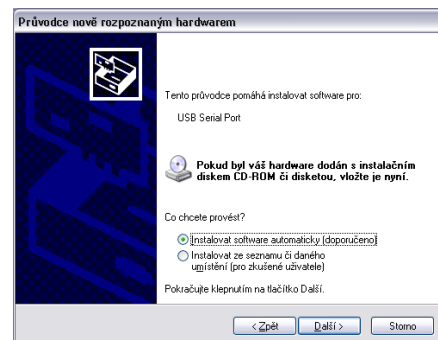 Průvodce nově rozpoznaným hardwarem
Tento průvodce pomáhá instalovat software pro:
USB Serial Port
Pokud byl váš hardware dodán s instalačním
diskem CD-ROM či disketou, vložte je nyní.
Co chcete provést?
Instalovat software automaticky (doporučeno)
Instalovat ze seznamu či daného
umístění (pro zkušené uživatele)
Pokračujte klepnutím na tlačítko Další.
< Zpět Další > Storno